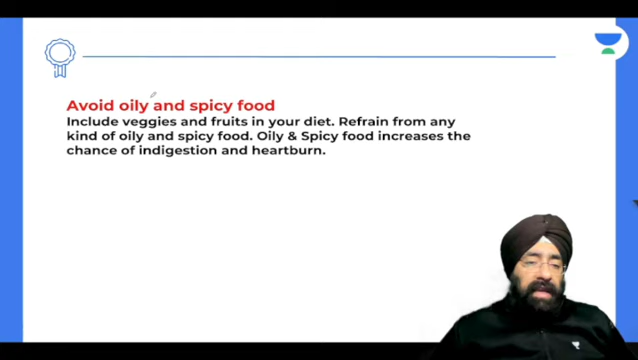 Avoid oily and spicy food
Include veggies and fruits in your diet. Refrain from any
kind of oily and spicy food. Oily & Spicy food increases the
chance of indigestion and heartburn.